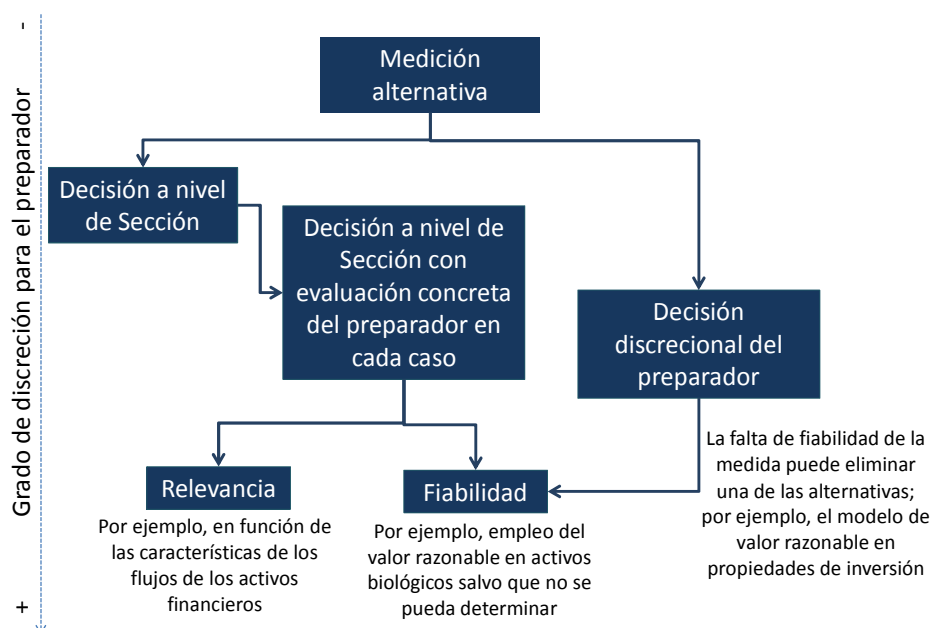 -
Grado de discreción para el preparador
+
Medición
alternativa
Decisión a nivel
de Sección
Decisión a nivel de
Sección con
evaluación concreta
del preparador en
cada caso
Decisión
discrecional del
preparador
Relevancia
Por ejemplo, en función de
las características de los
flujos de los activos
financieros
Fiabilidad
Por ejemplo, empleo del
valor razonable en activos
biológicos salvo que no se
pueda determinar
La falta de fiabilidad de la
medida puede eliminar
una de las alternativas;
por ejemplo, el modelo de
valor razonable en
propiedades de inversión